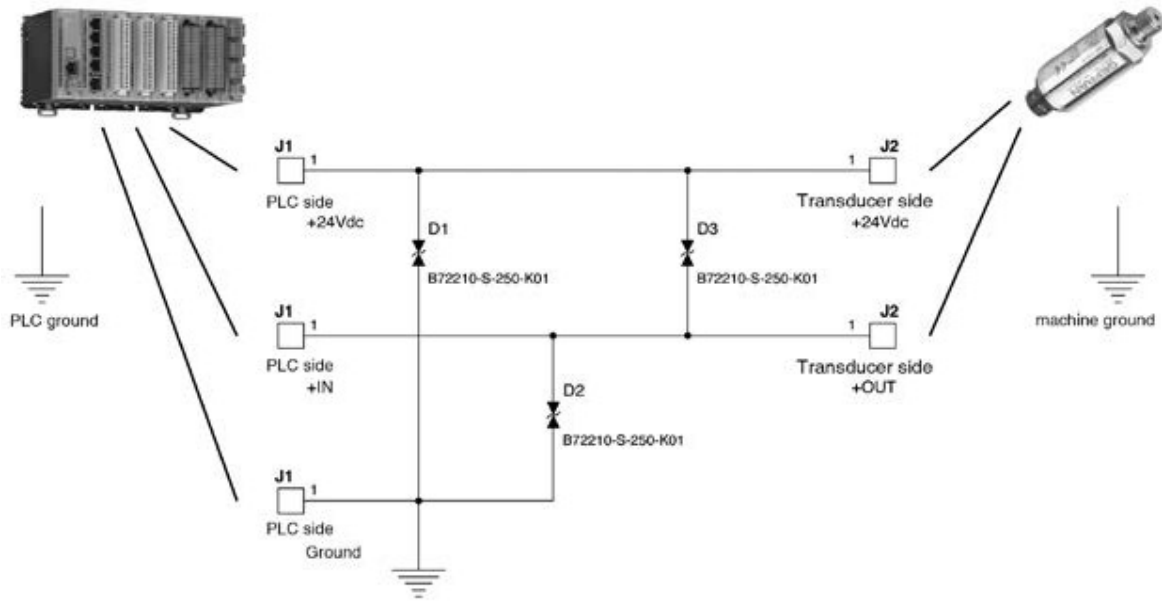 J1
1
PLC side
+24Vdc
J2
1
Transducer side
+24Vdc
D1
B72210-S-250-K01
D3
B72210-S-250-K01
PLC ground
machine ground
J1
1
PLC side
+IN
J2
1
Transducer side
+OUT
D2
B72210-S-250-K01
J1
1
PLC side
Ground